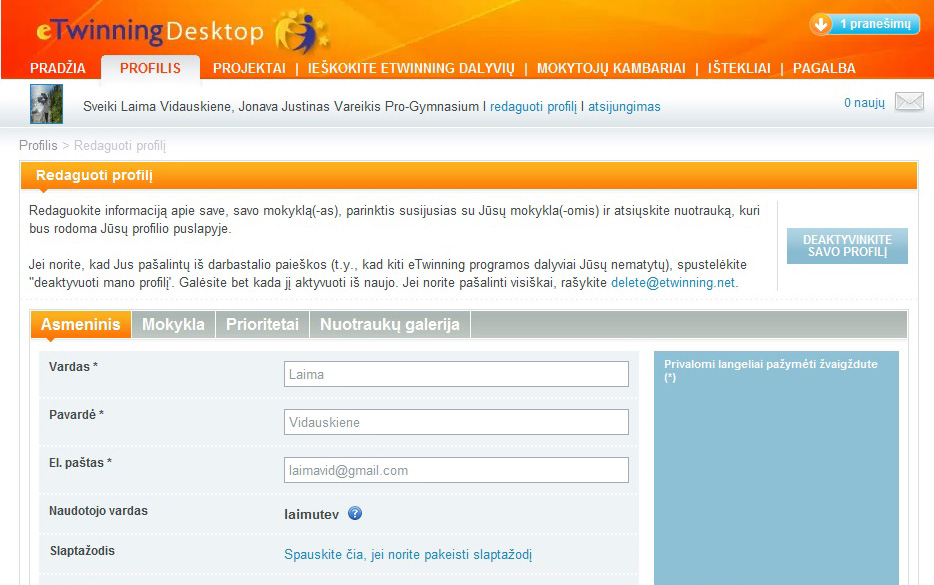 eTwinning Desktop
1 pranešimų
PRADŽIA PROFILIS PROJEKTAI | IEŠKOKITE ETWINNING DALYVIŲ | MOKYTOJŲ KAMBARIAI | IŠTEKLIAI | PAGALBA
Sveiki Laima Vidauskiene, Jonava Justinas Vareikis Pro-Gymnasium I redaguoti profilį I atsijungimas
0 naujų
Profilis > Redaguoti profilį
Redaguoti profilį
Redaguokite informaciją apie save, savo mokyklą(-as), parinktis susijusias su Jūsų mokykla(-omis) ir atsiųskite nuotrauką, kuri
bus rodoma Jūsų profilio puslapyje.
Jei norite, kad Jus pašalintų iš darbastalio paieškos (t.y., kad kiti eTwinning programos dalyviai Jūsų nematytų), spustelėkite
"deaktyvuoti mano profilį'. Galėsite bet kada jį aktyvuoti iš naujo. Jei norite pašalinti visiškai, rašykite delete@etwinning.net.
DEAKTYVINKITE
SAVO PROFILĮ
Asmeninis Mokykla Prioritetai Nuotraukų galerija
Vardas *
Laima
Pavardė *
Vidauskiene
El. paštas *
laimavid@gmail.com
Naudotojo vardas
laimutev ?
Slaptažodis
Spauskite čia, jei norite pakeisti slaptažodį
Privalomi langeliai pažymėti žvaigždute
(*)